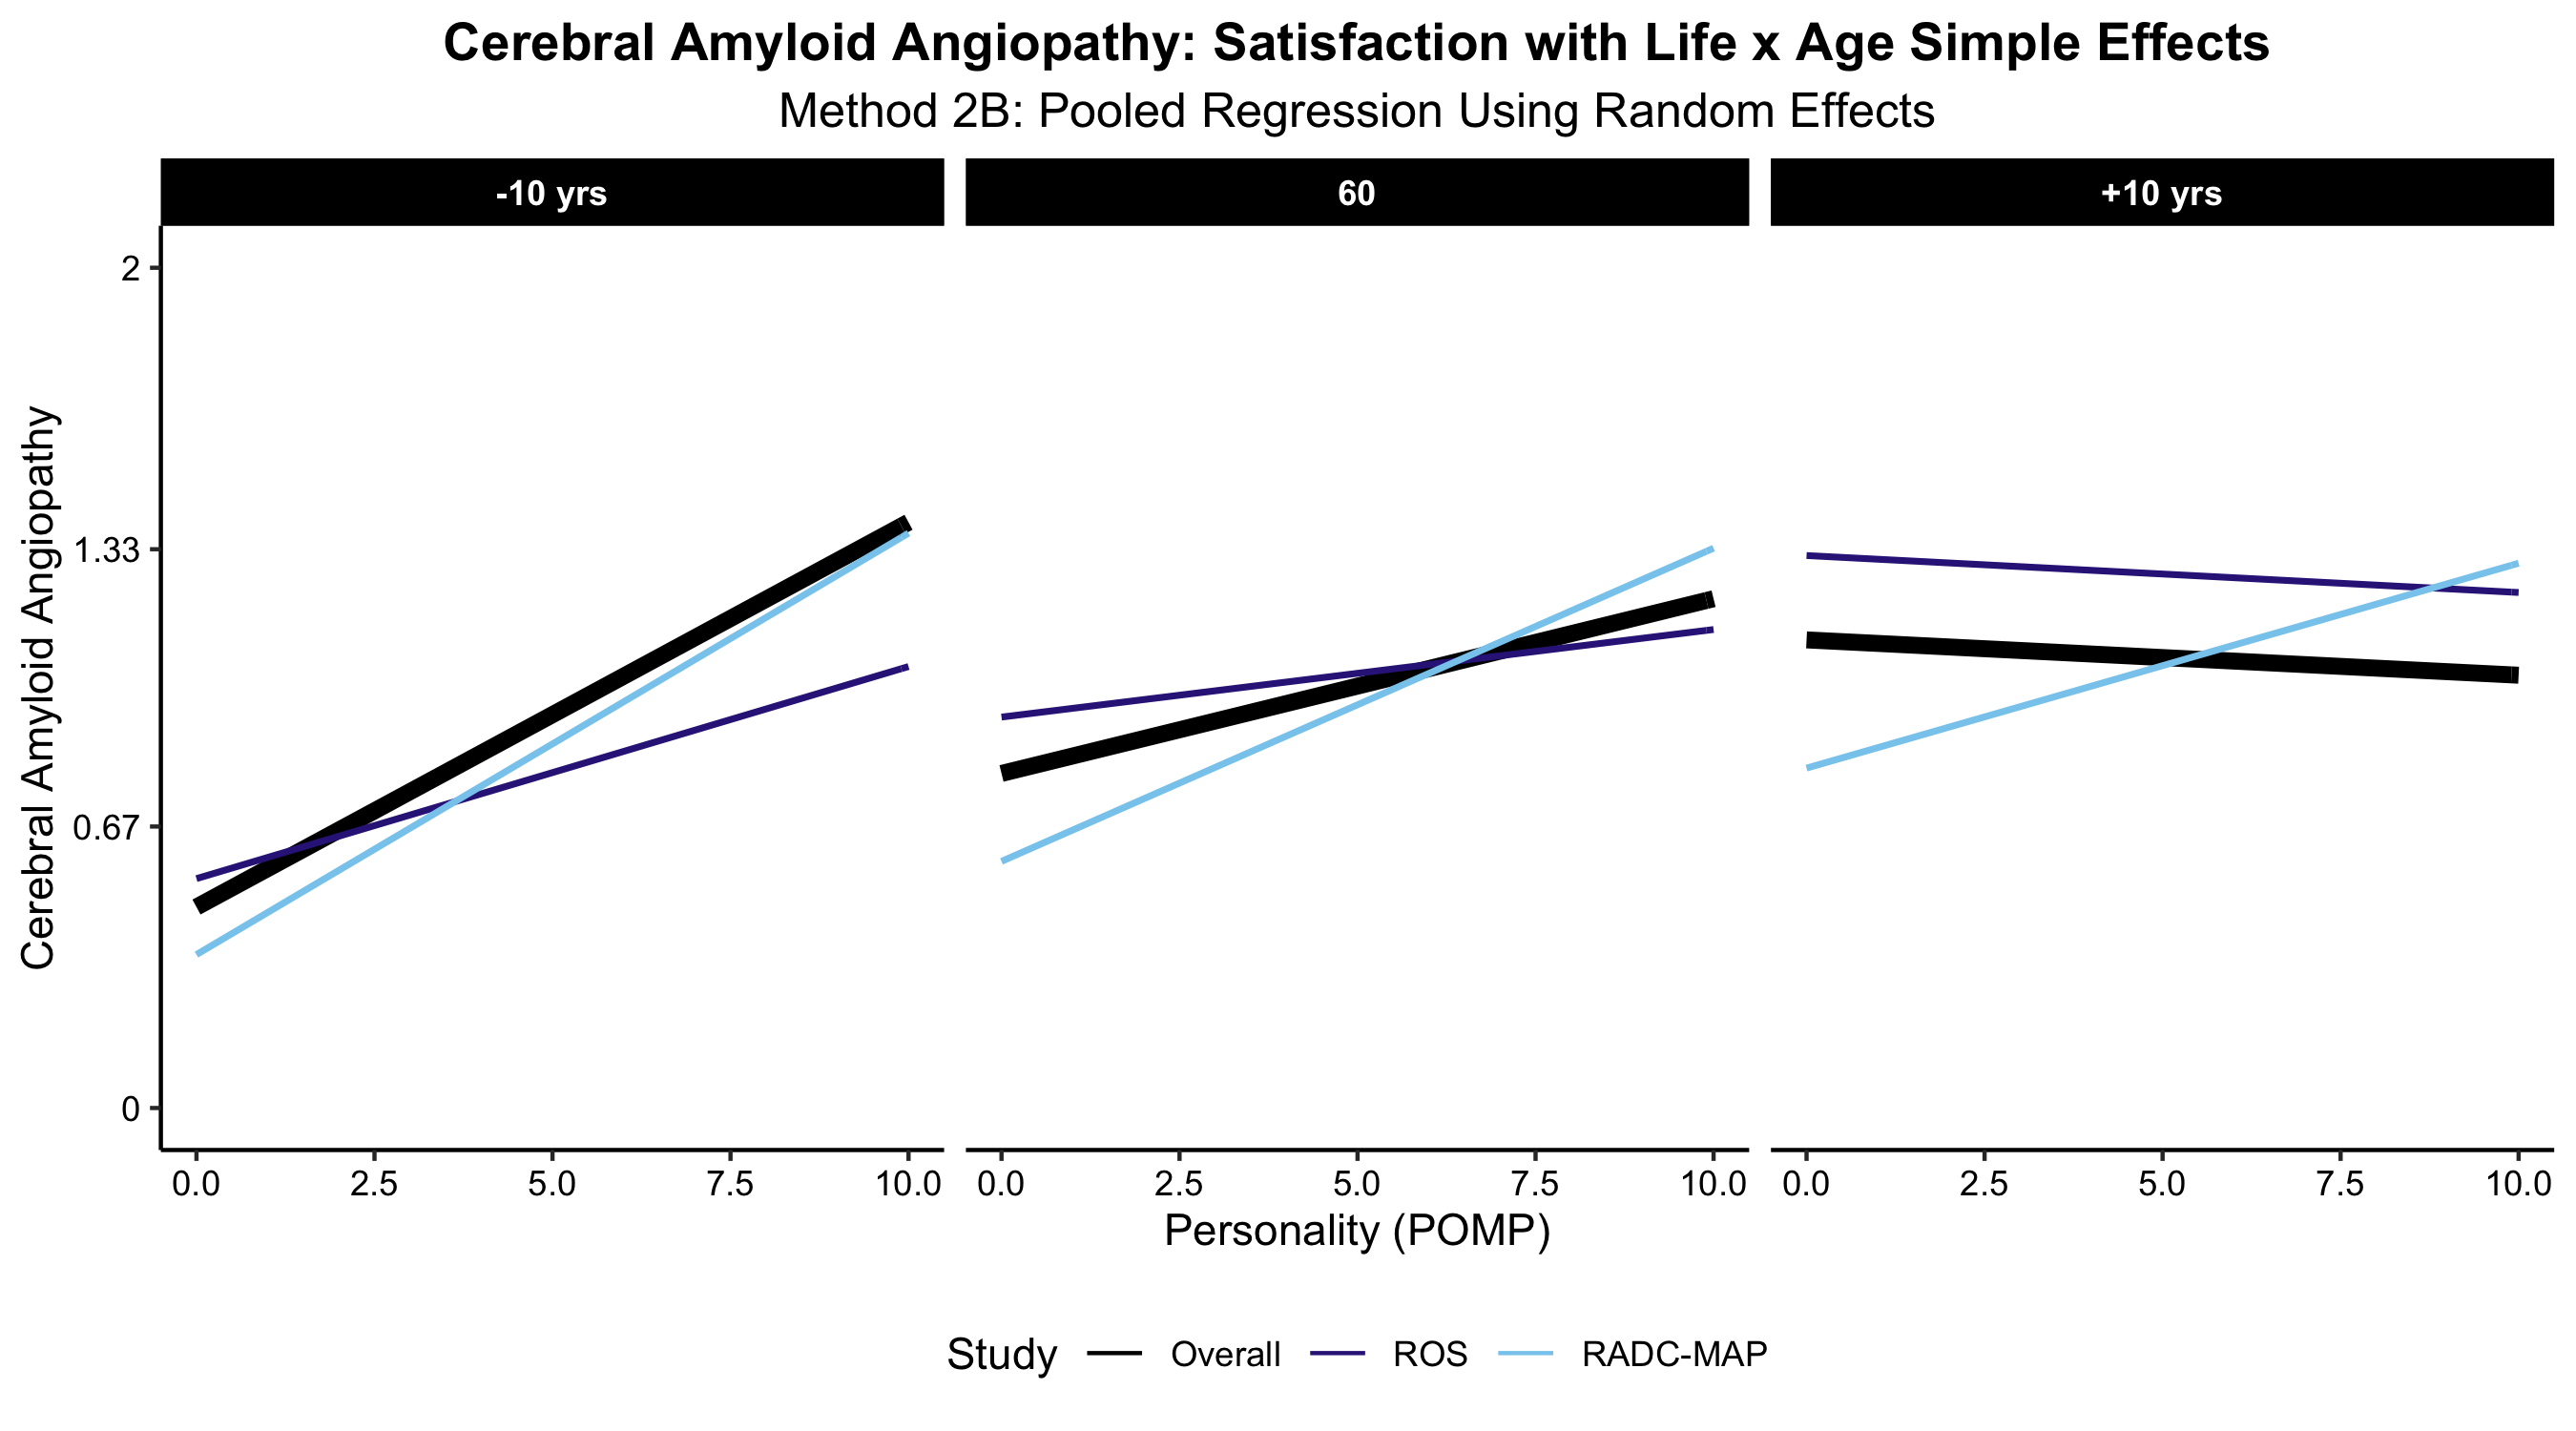 Cerebral Amyloid Angiopathy: Satisfaction with Life x Age Simple Effects
Method 2B: Pooled Regression Using Random Effects
-10 yrs 60 +10 yrs
Cerebral Amyloid Angiopathy
2
1.33
0.67
0
0.0 2.5 5.0 7.5 10.0 0.0 2.5 5.0 7.5 10.0 0.0 2.5 5.0 7.5 10.0
Personality (POMP)
Study Overall ROS RADC-MAP